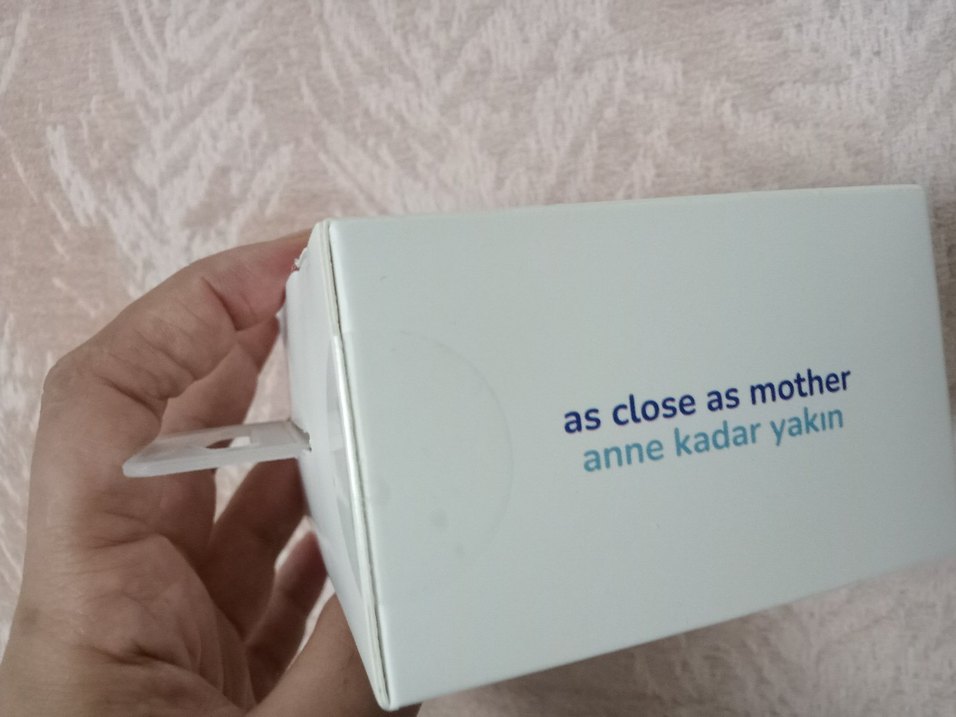 as close as mother
anne kadar yakın